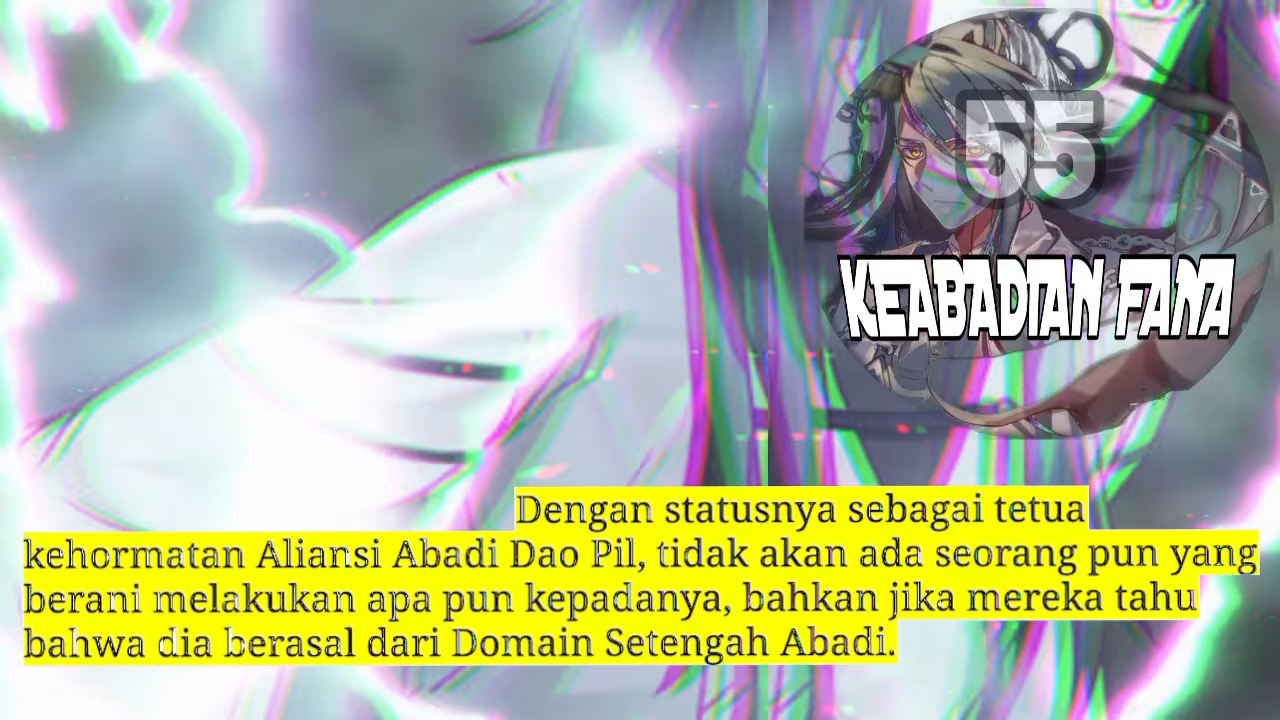 55
KEABADIAN FANA
Dengan statusnya sebagai tetua
kehormatan Aliansi Abadi Dao Pil, tidak akan ada seorang pun yang
berani melakukan apa pun kepadanya, bahkan jika mereka tahu
bahwa dia berasal dari Domain Setengah Abadi.